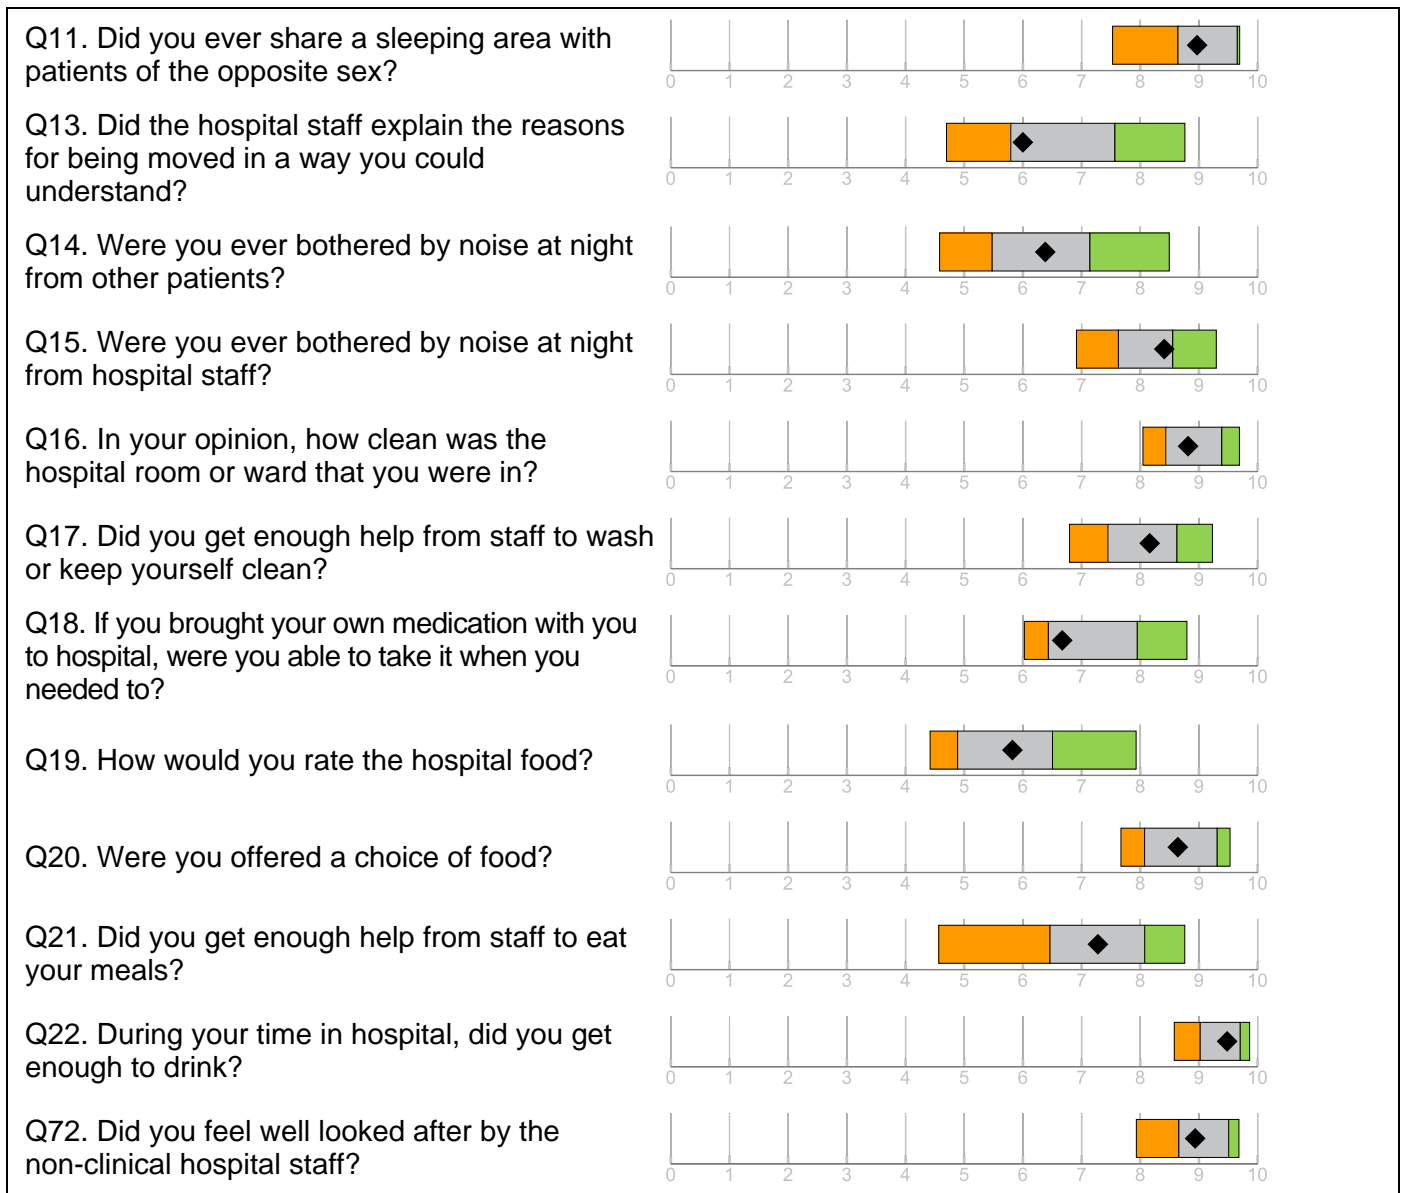 Q11. Did you ever share a sleeping area with
patients of the opposite sex?
0 1 2 3 4 5 6 7 8 9 10
Q13. Did the hospital staff explain the reasons
for being moved in a way you could
understand?
0 1 2 3 4 5 6 7 8 9 10
Q14. Were you ever bothered by noise at night
from other patients?
0 1 2 3 4 5 6 7 8 9 10
Q15. Were you ever bothered by noise at night
from hospital staff?
0 1 2 3 4 5 6 7 8 9 10
Q16. In your opinion, how clean was the
hospital room or ward that you were in?
0 1 2 3 4 5 6 7 8 9 10
Q17. Did you get enough help from staff to wash
or keep yourself clean?
0 1 2 3 4 5 6 7 8 9 10
Q18. If you brought your own medication with you
to hospital, were you able to take it when you
needed to?
0 1 2 3 4 5 6 7 8 9 10
Q19. How would you rate the hospital food?
0 1 2 3 4 5 6 7 8 9 10
Q20. Were you offered a choice of food?
0 1 2 3 4 5 6 7 8 9 10
Q21. Did you get enough help from staff to eat
your meals?
0 1 2 3 4 5 6 7 8 9 10
Q22. During your time in hospital, did you get
enough to drink?
0 1 2 3 4 5 6 7 8 9 10
Q72. Did you feel well looked after by the
non-clinical hospital staff?
0 1 2 3 4 5 6 7 8 9 10